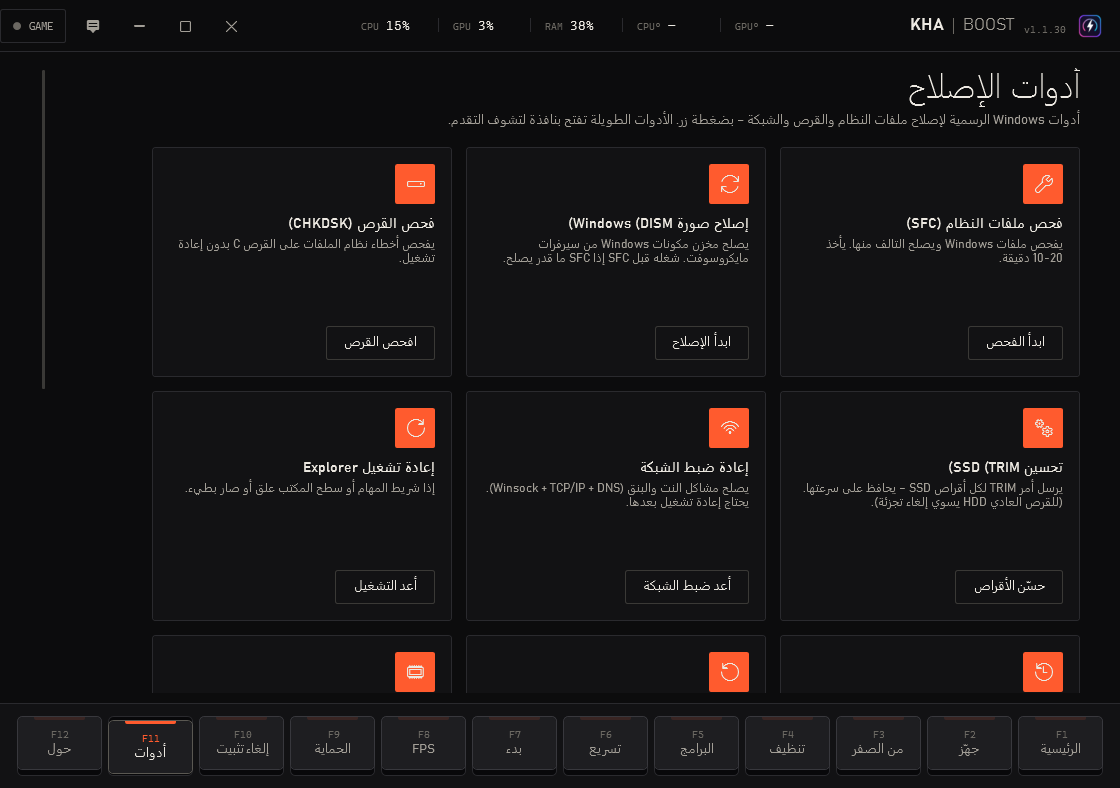 GAME
CPU 15%
GPU 3%
RAM 38%
CPU° —
GPU° —
KHA | BOOST v1.1.30
أدوات الإصلاح
أدوات Windows الرسمية لإصلاح ملفات النظام والقرص والشبكة – بضغطة زر. الأدوات الطويلة تفتح بنافذة لتشوف التقدم.
فحص ملفات النظام (SFC)
يفحص ملفات Windows ويصلح التالف منها. يأخذ
10-20 دقيقة.
ابدأ الفحص
إصلاح صورة Windows (DISM)
يصلح مخزن مكونات Windows من سيرفرات
مايكروسوفت. شغله قبل SFC إذا SFC ما قدر يصلح.
ابدأ الإصلاح
فحص القرص (CHKDSK)
يفحص أخطاء نظام الملفات على القرص C بدون إعادة
تشغيل.
افحص القرص
تحسين SSD (TRIM)
يرسل أمر TRIM لكل أقراص SSD – يحافظ على سرعتها.
(للقرص العادي HDD يسوي إلغاء تجزئة).
حسّن الأقراص
إعادة ضبط الشبكة
يصلح مشاكل النت والبنق (Winsock + TCP/IP + DNS).
يحتاج إعادة تشغيل بعدها.
أعد ضبط الشبكة
إعادة تشغيل Explorer
إذا شريط المهام أو سطح المكتب علق أو صار بطيء.
أعد التشغيل
F1
الرئيسية
F2
جهّز
F3
من الصفر
F4
تنظيف
F5
البرامج
F6
تسريع
F7
بدء
F8
FPS
F9
الحماية
F10
إلغاء تثبيت
F11
أدوات
F12
حول